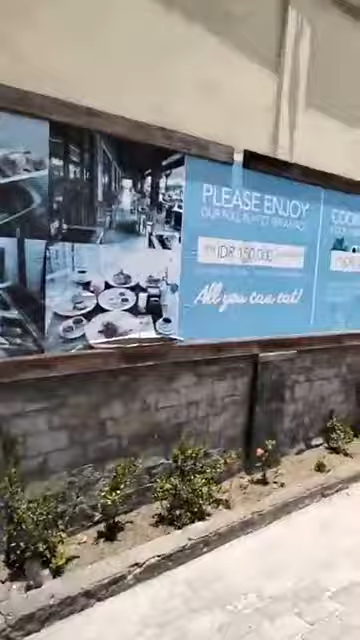 PLEASE ENJOY
OUR FULL BUFFET BREAKFAST
IDR 150.000
All you can eat!